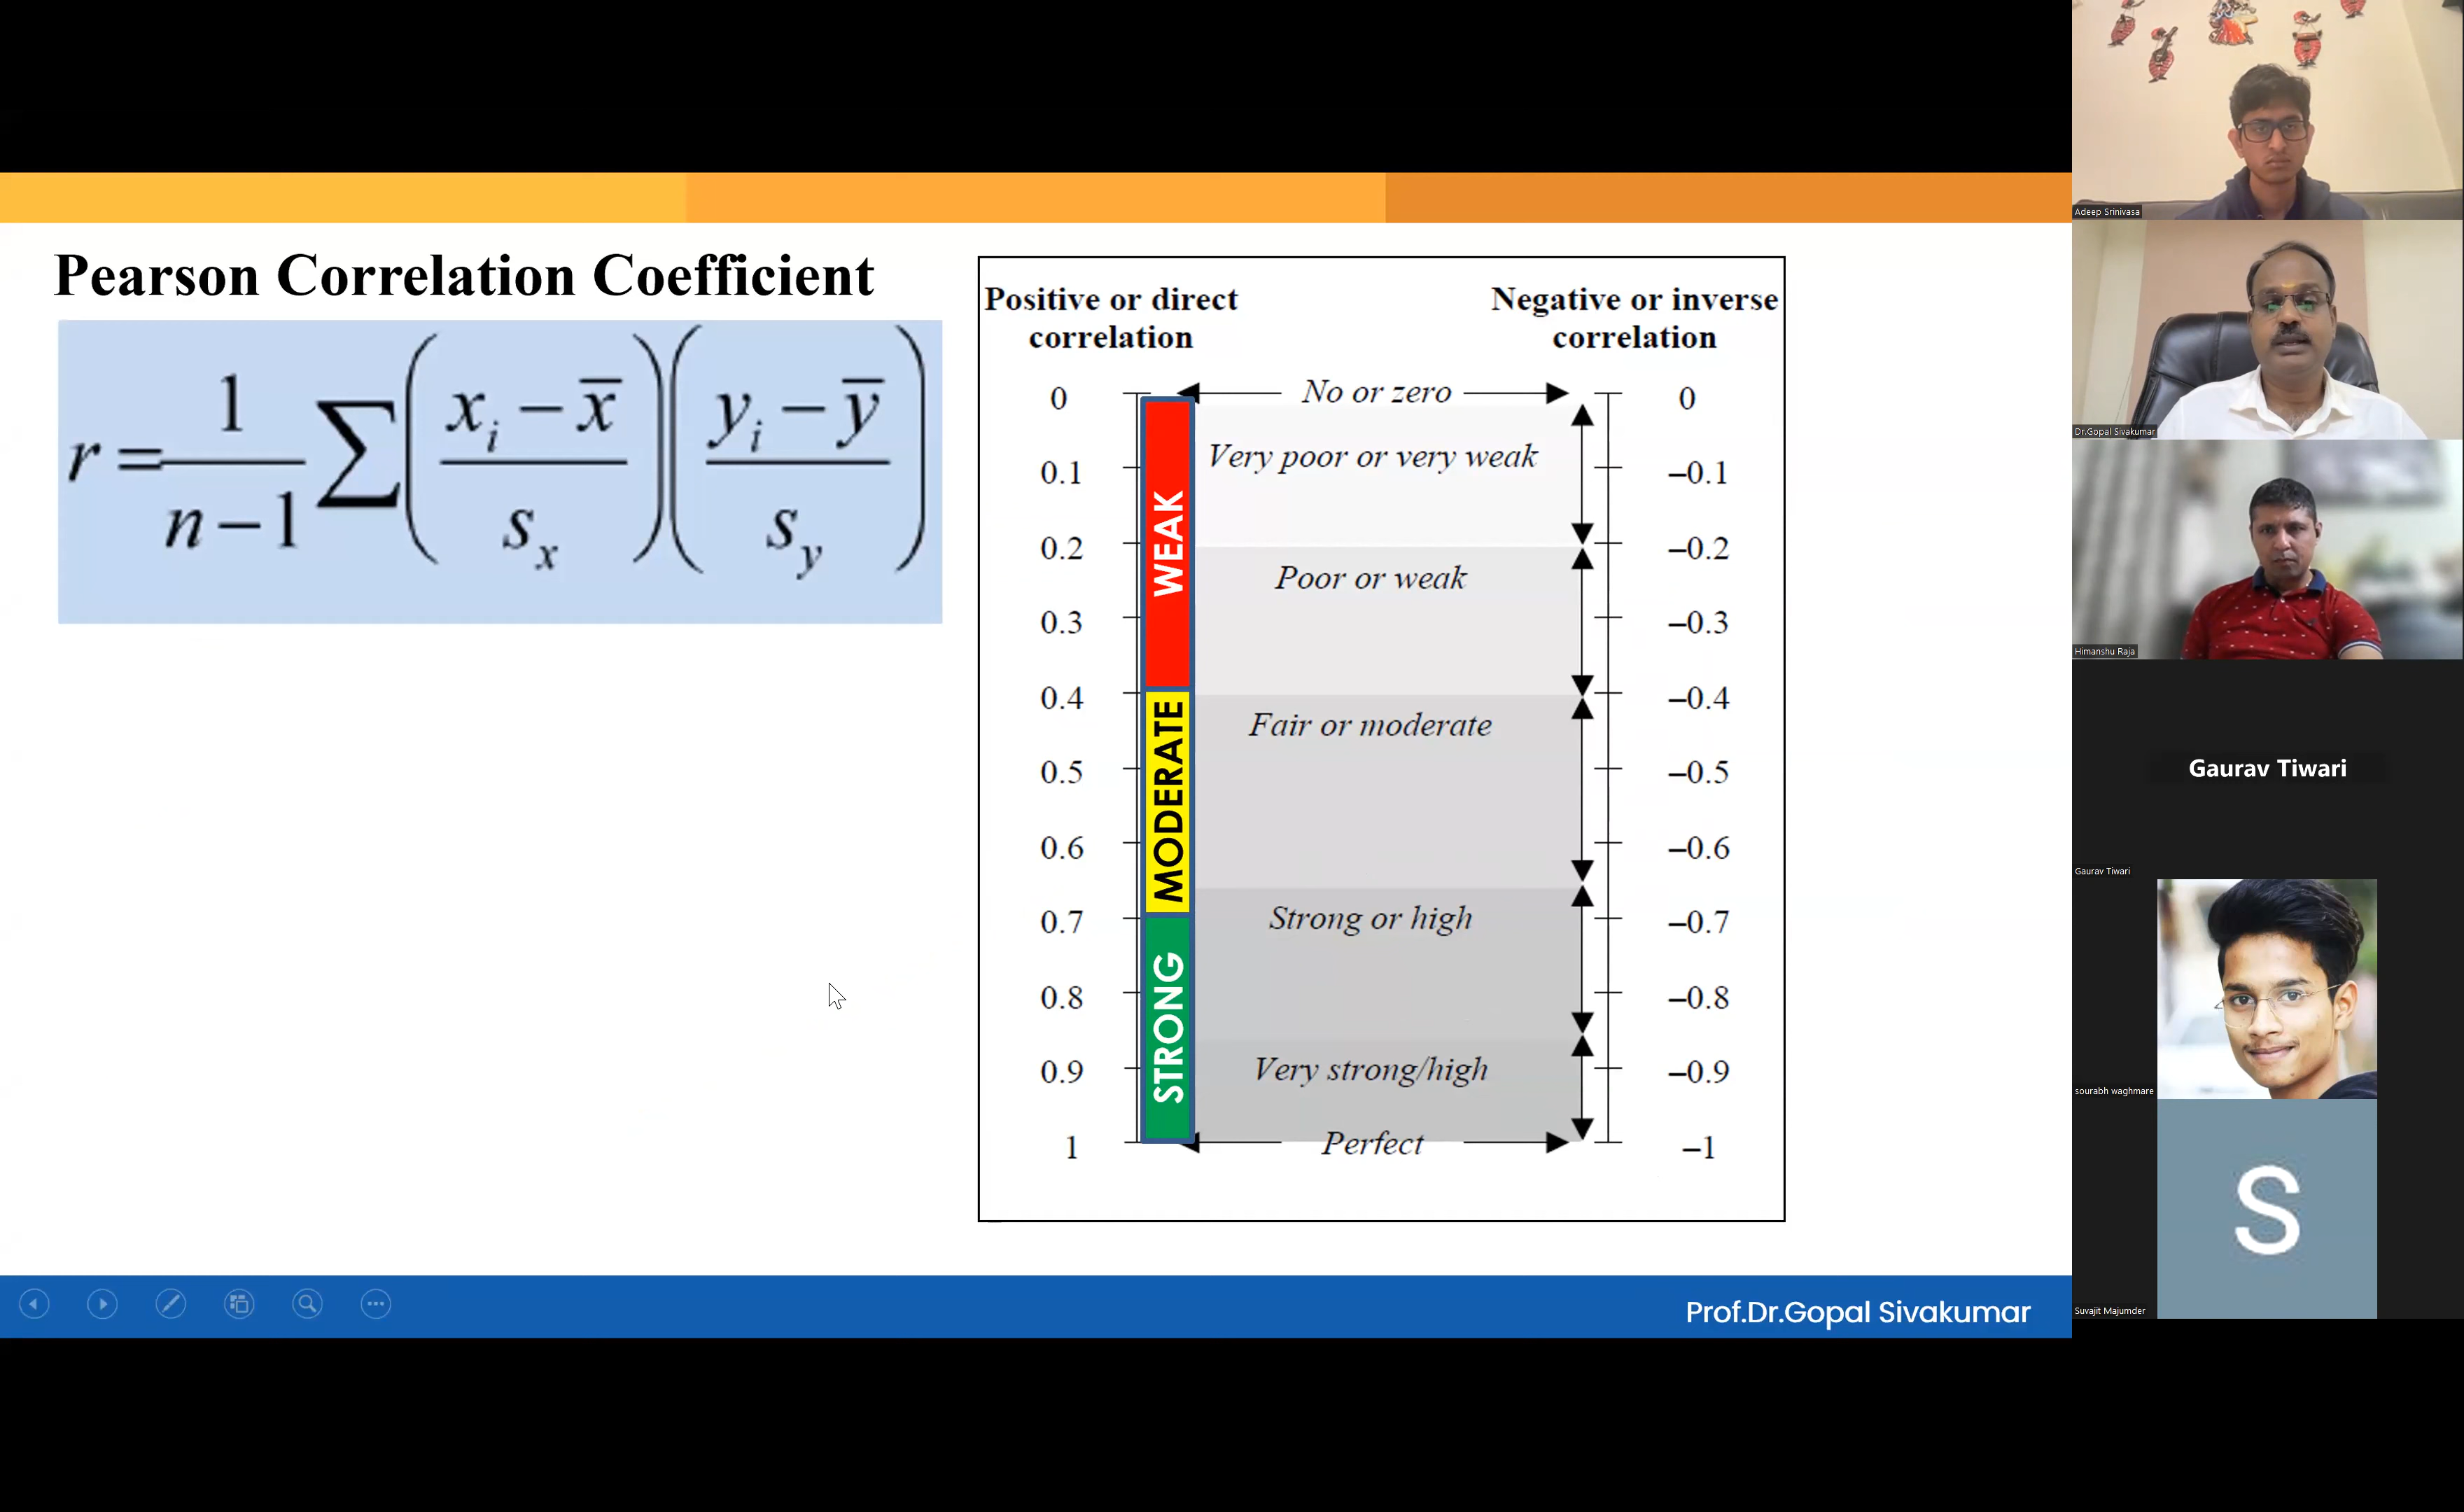 Pearson Correlation Coefficient
r = 1/(n − 1) ∑ ((xᵢ − x̅)/sₓ) ((yᵢ − y̅)/s_y)
Positive or direct
correlation
Negative or inverse
correlation
0 No or zero 0
Very poor or very weak
0.1 −0.1
0.2 −0.2
Poor or weak
0.3 −0.3
0.4 −0.4
Fair or moderate
0.5 −0.5
0.6 −0.6
0.7 Strong or high −0.7
0.8 −0.8
0.9 Very strong/high −0.9
1 Perfect −1
WEAK
MODERATE
STRONG
Prof.Dr.Gopal Sivakumar
Adeep Srinivasa
Dr.Gopal Sivakumar
Himanshu Raja
Gaurav Tiwari
Gaurav Tiwari
sourabh waghmare
S
Suvajit Majumder